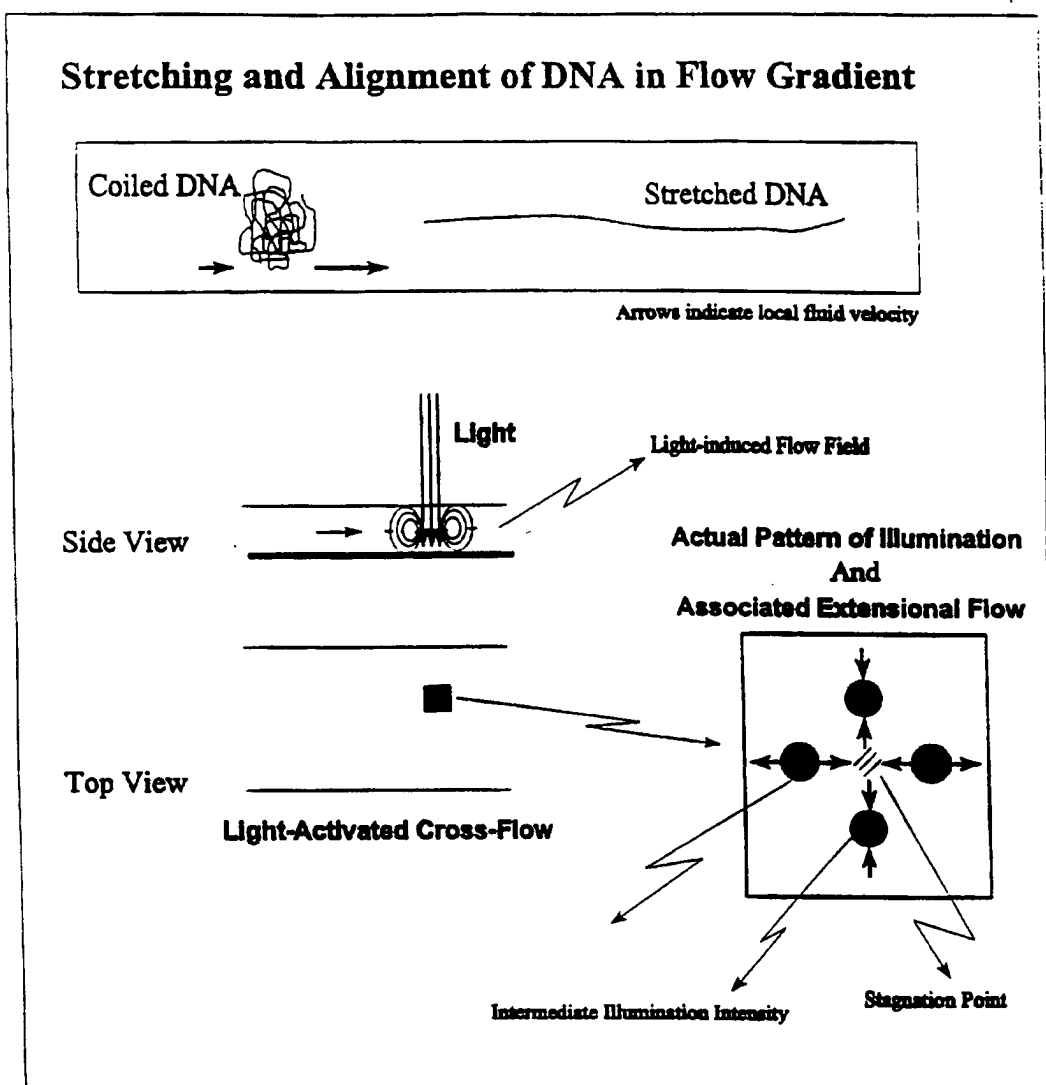 Stretching and Alignment of DNA in Flow Gradient
Coiled DNA
Stretched DNA
Arrows indicate local fluid velocity
Light
Light-induced Flow Field
Side View
Actual Pattern of Illumination
And
Associated Extensional Flow
Top View
Light-Activated Cross-Flow
Intermediate Illumination Intensity
Stagnation Point